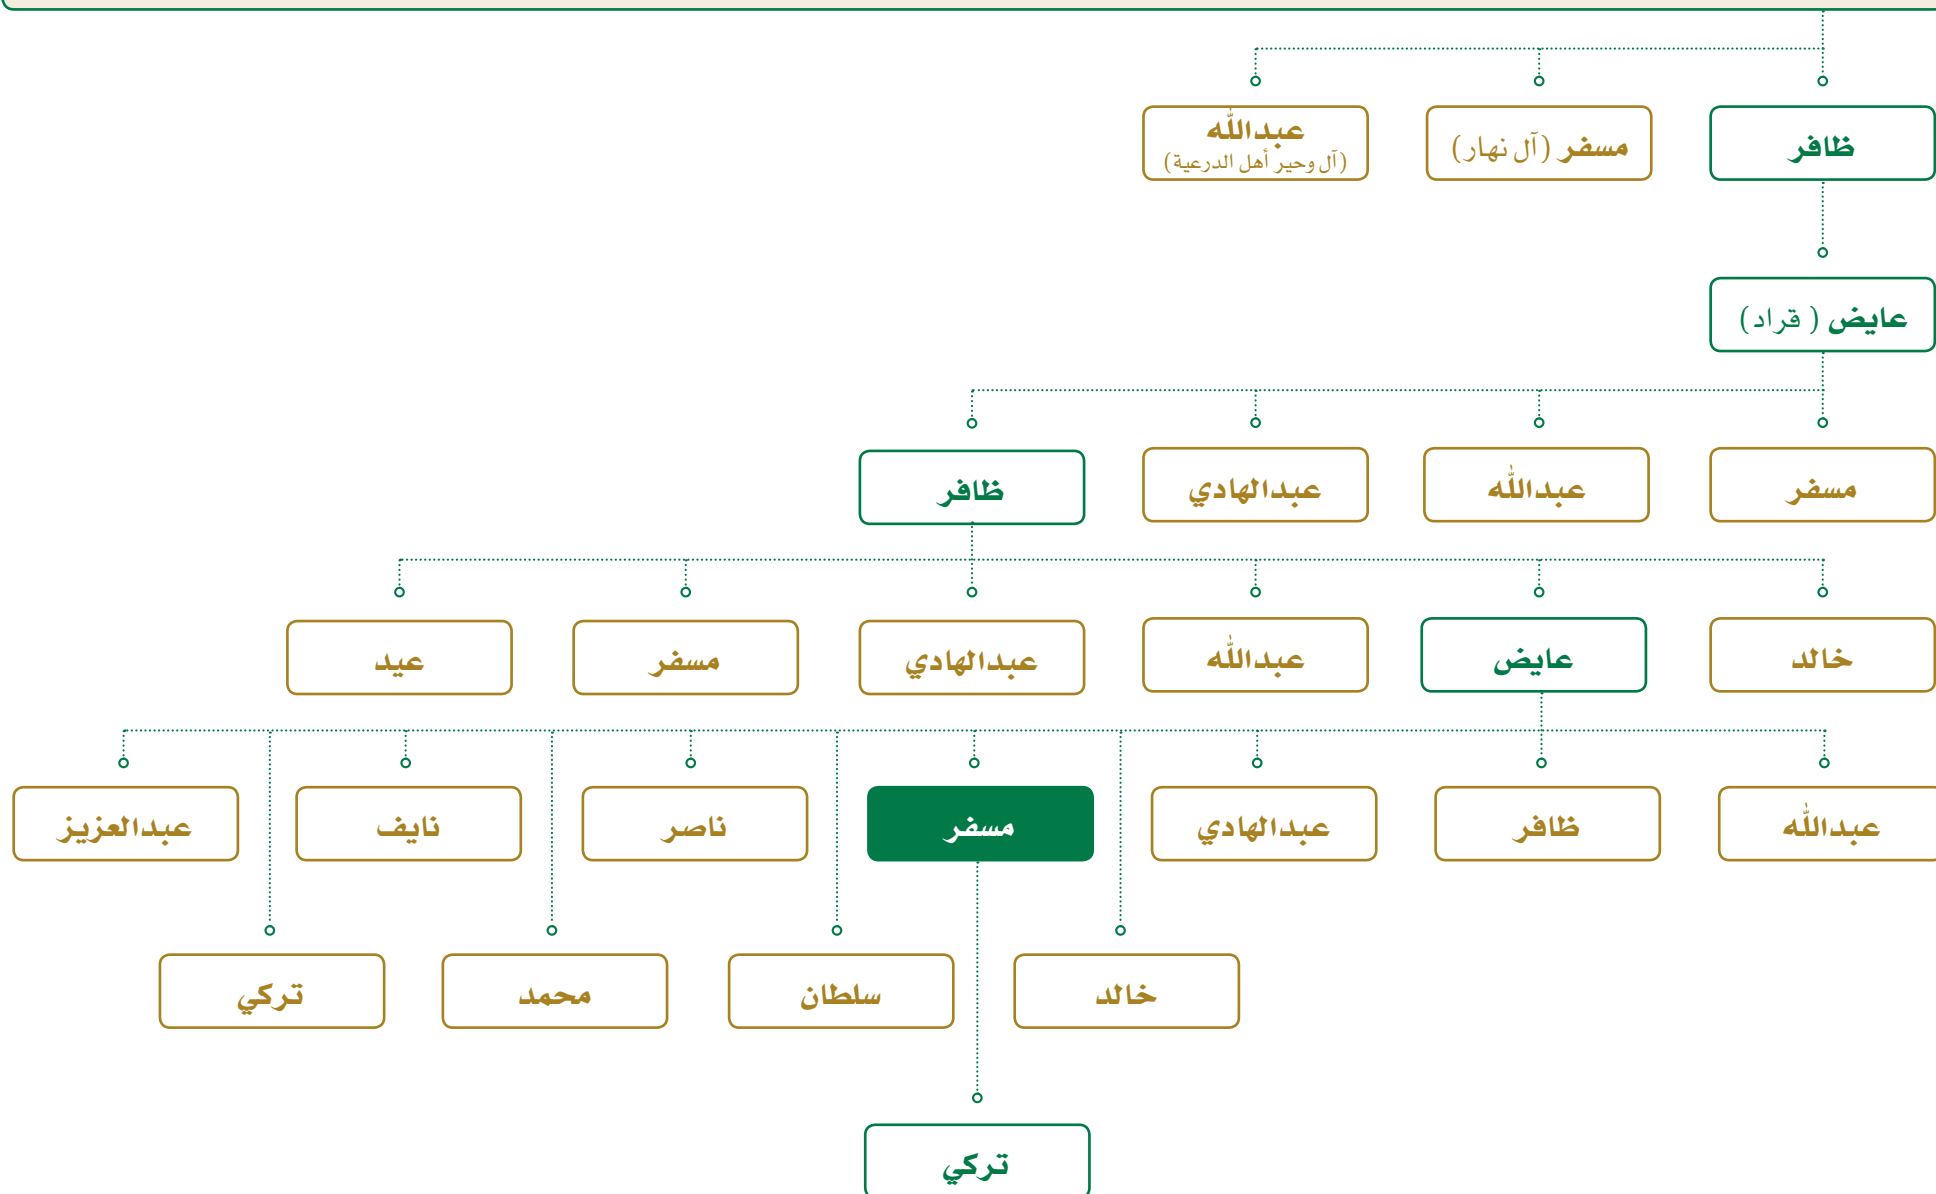 ظافر
مسفر (آل نهار)
عبدالله
(آل وحير أهل الدرعية)
عايض ( قراد)
مسفر
عبدالله
عبدالهادي
ظافر
خالد
عايض
عبدالله
عبدالهادي
مسفر
عيد
عبدالله
ظافر
عبدالهادي
مسفر
ناصر
نايف
عبدالعزيز
خالد
سلطان
محمد
تركي
تركي